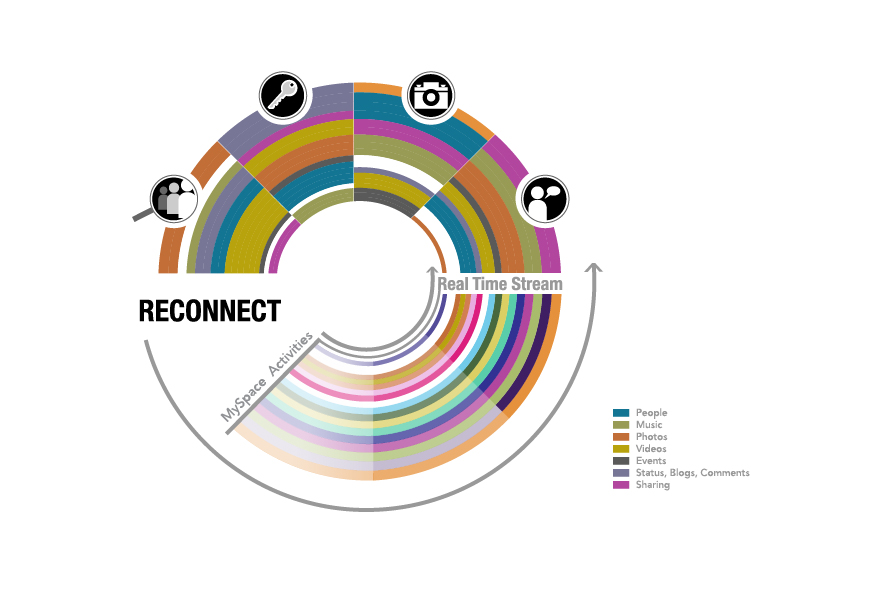 Real Time Stream
RECONNECT
MySpace Activities
People
Music
Photos
Videos
Events
Status, Blogs, Comments
Sharing